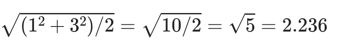 √(1² + 3²)/2 = √10/2 = √5 = 2.236